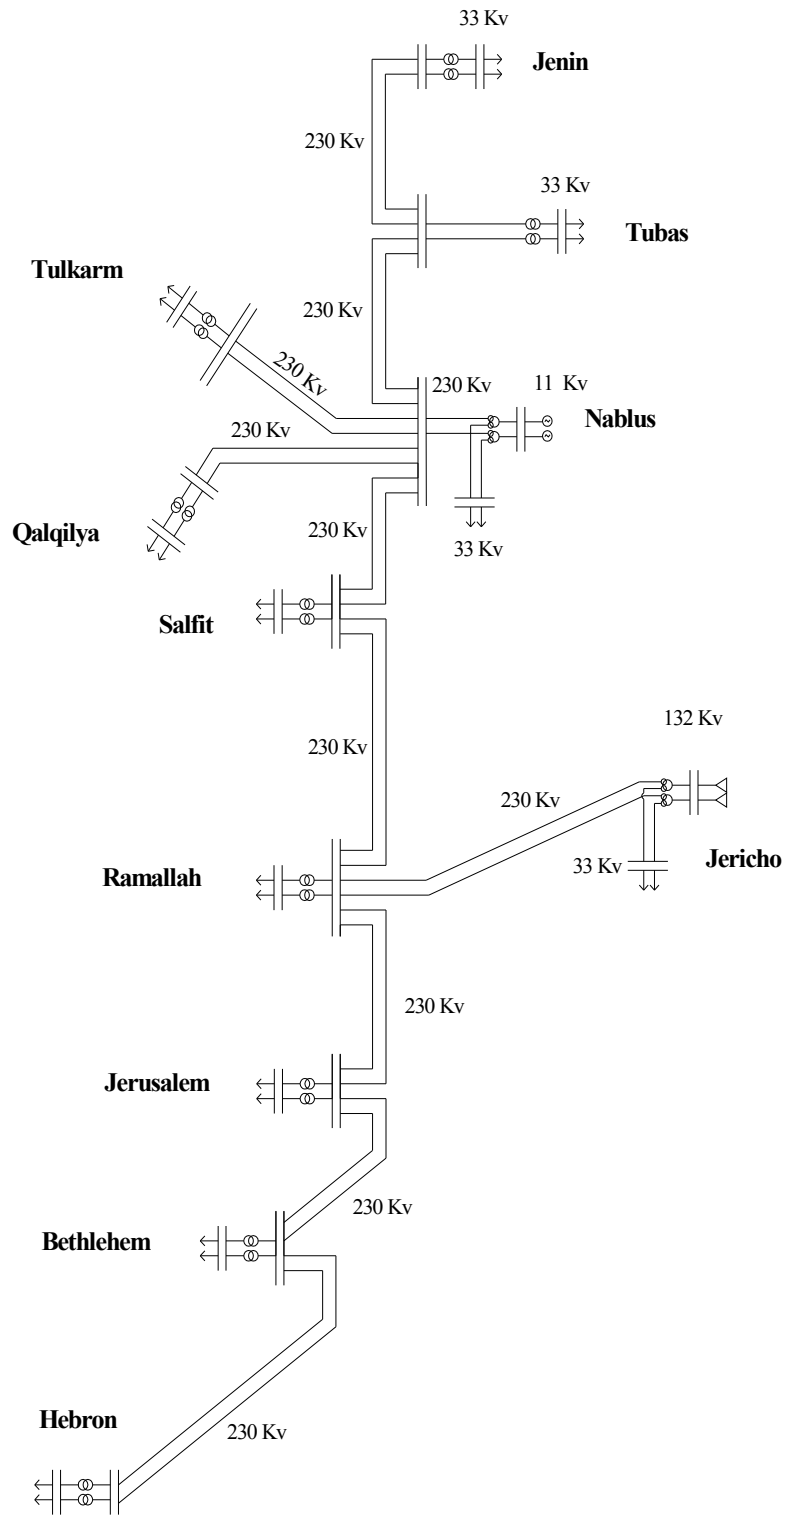 33 Kv
Jenin
230 Kv
33 Kv
Tubas
Tulkarm
230 Kv
230 Kv
230 Kv
11 Kv
Nablus
230 Kv
Qalqilya
230 Kv
33 Kv
Salfit
132 Kv
230 Kv
230 Kv
Jericho
33 Kv
Ramallah
230 Kv
Jerusalem
230 Kv
Bethlehem
Hebron
230 Kv